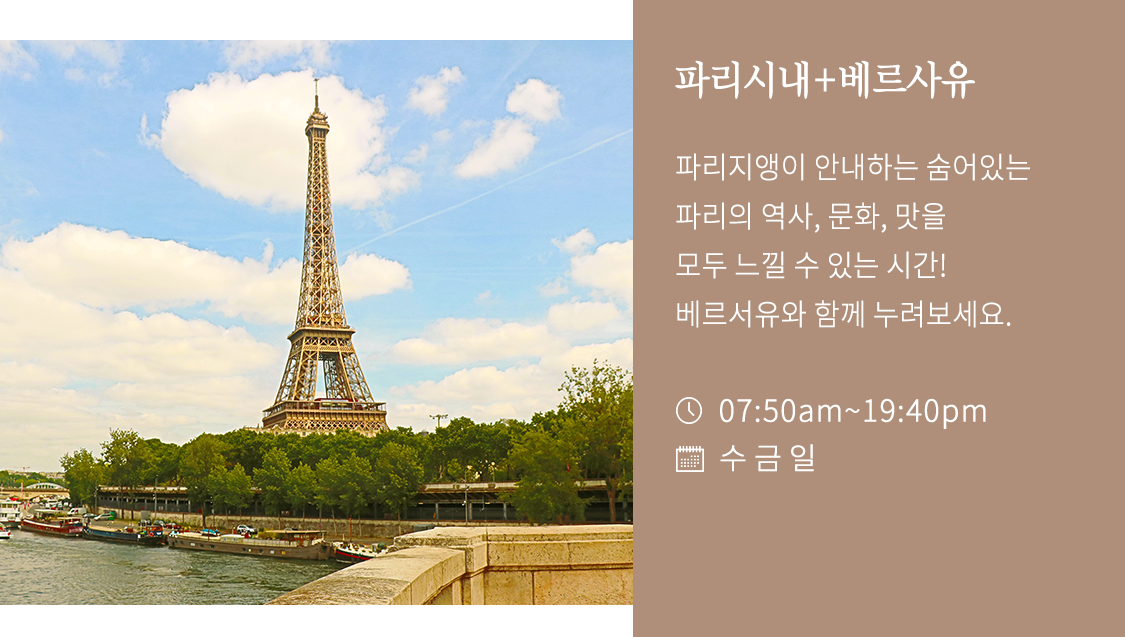 파리시내+베르사유
파리지앵이 안내하는 숨어있는
파리의 역사, 문화, 맛을
모두 느낄 수 있는 시간!
베르서유와 함께 누려보세요.
07:50am~19:40pm
수 금 일